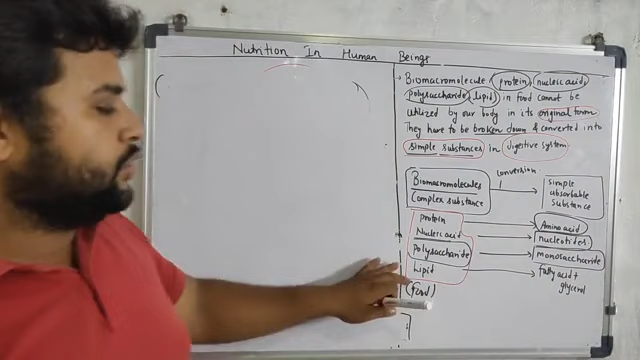 Nutrition In Human Beings
Biomacromolecule (protein, nucleic acid,
polysaccharide, Lipid) in food cannot be
utilized by our body in its original form
They have to be broken down & converted into
simple substances in digestive system.
conversion
Biomacromolecules
Complex substance
simple
absorbable
substance
protein
Amino acid
Nucleic acid
nucleotides.
Polysaccharide
monosaccharide
Lipid
fatty acid +
glycerol
(food)